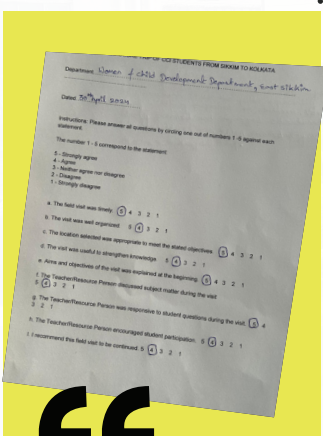 STUDENTS FROM SIKKIM TO KOLKATA
Department: Women & Child Development Department, East Sikkim
Dated: 30th April 2024
Instructions: Please answer all questions by circling one out of numbers 1 -5 against each
statement.
The number 1 - 5 correspond to the statement:
5 - Strongly agree
4 - Agree
3 - Neither agree nor disagree
2 - Disagree
1 - Strongly disagree
a. The field visit was timely. 5 4 3 2 1
b. The visit was well organized 5 4 3 2 1
c. The location selected was appropriate to meet the stated objectives 5 4 3 2 1
d. The visit was useful to strengthen knowledge 5 4 3 2 1
e. Aims and objectives of the visit was explained at the beginning. 5 4 3 2 1
f. The Teacher/Resource Person discussed subject matter during the visit
5 4 3 2 1
g. The Teacher/Resource Person was responsive to student questions during the visit. 5 4
3 2 1
h. The Teacher/Resource Person encouraged student participation. 5 4 3 2 1
I recommend this field visit to be continued. 5 4 3 2 1